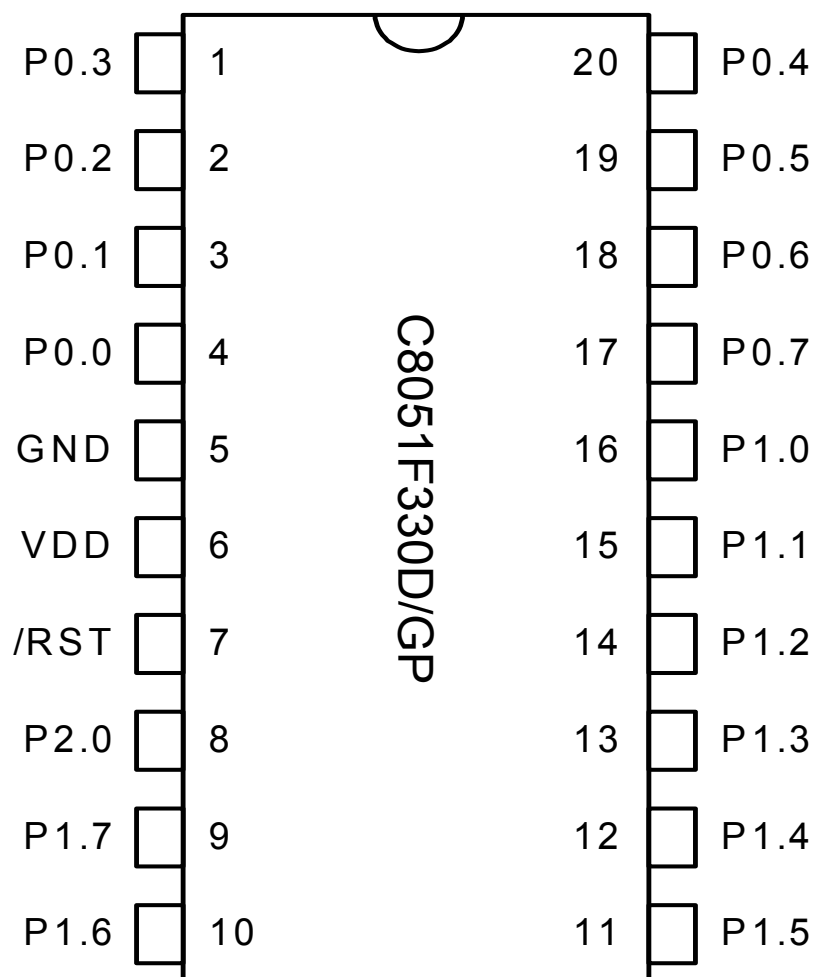 P0.3 1 20 P0.4
P0.2 2 19 P0.5
P0.1 3 18 P0.6
P0.0 4 17 P0.7
GND 5 16 P1.0
VDD 6 15 P1.1
/RST 7 14 P1.2
P2.0 8 13 P1.3
P1.7 9 12 P1.4
P1.6 10 11 P1.5
C8051F330D/GP